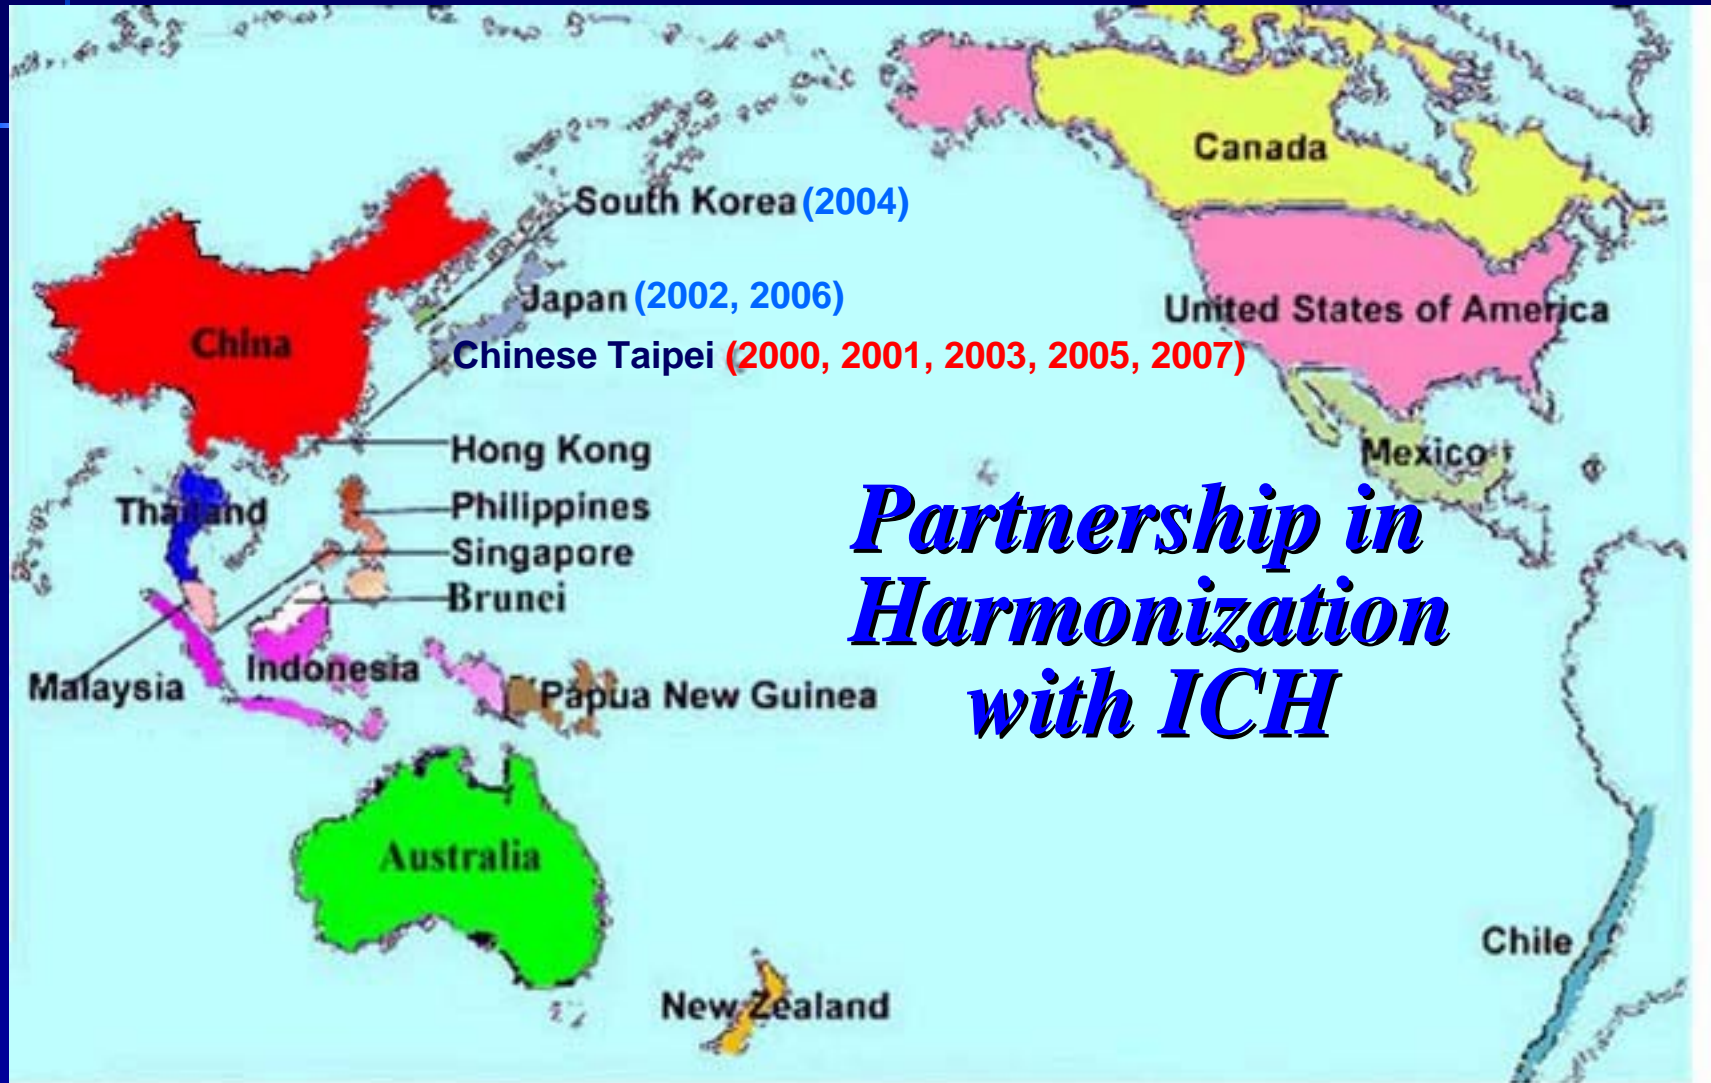 Canada
South Korea (2004)
Japan (2002, 2006)
United States of America
China
Chinese Taipei (2000, 2001, 2003, 2005, 2007)
Hong Kong
Mexico
Thailand
Philippines
Singapore
Brunei
Partnership in
Harmonization
with ICH
Malaysia
Indonesia
Papua New Guinea
Australia
Chile
New Zealand